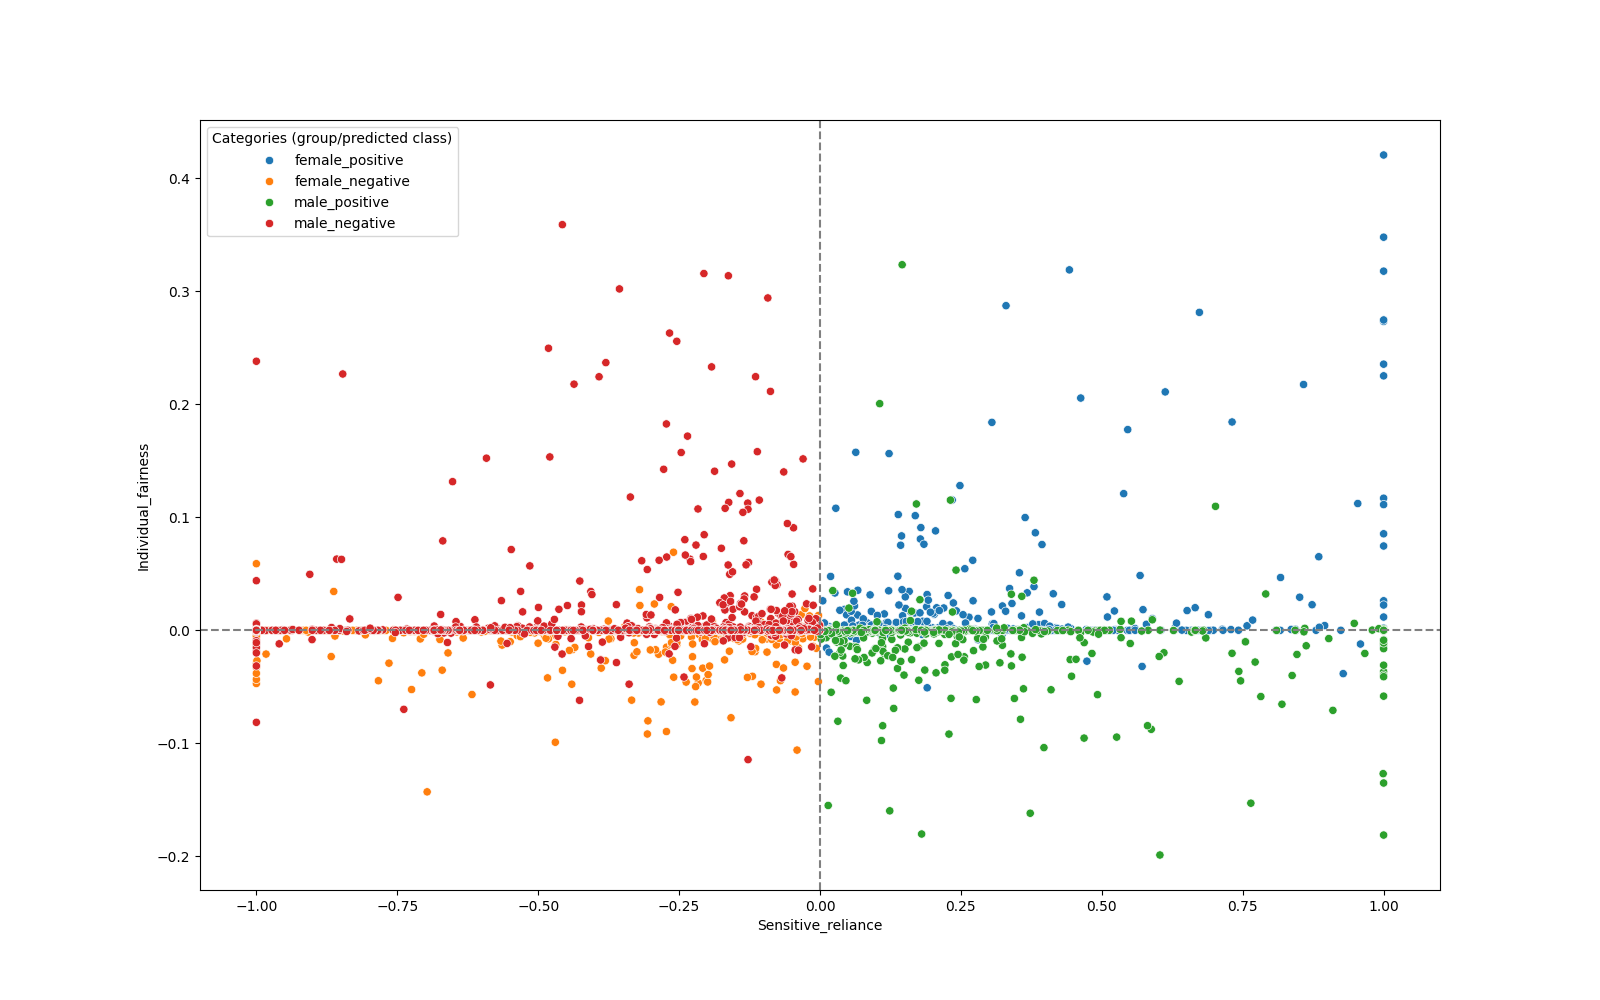 Categories (group/predicted class)
female_positive
female_negative
male_positive
male_negative
Individual_fairness
0.4
0.3
0.2
0.1
0.0
−0.1
−0.2
−1.00 −0.75 −0.50 −0.25 0.00 0.25 0.50 0.75 1.00
Sensitive_reliance